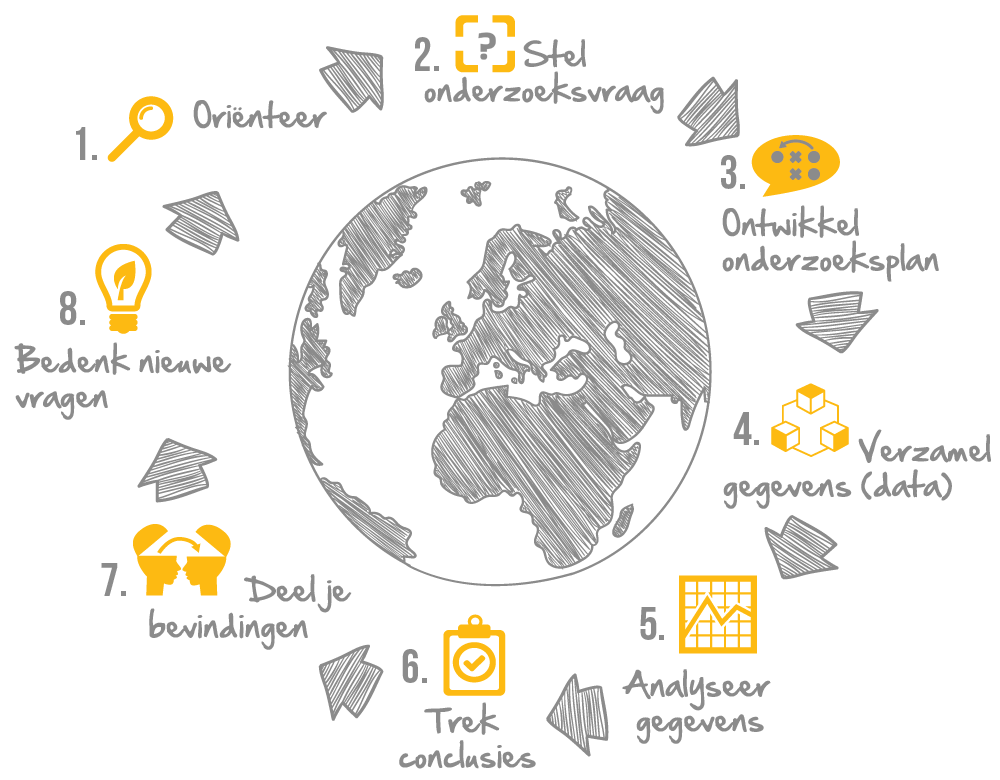 1. Oriënteer
2. ? Stel
onderzoeksvraag
3.
Ontwikkel
onderzoeksplan
4. Verzamel
gegevens (data)
5.
Analyseer
gegevens
6.
Trek
conclusies
7. Deel je
bevindingen
8.
Bedenk nieuwe
vragen